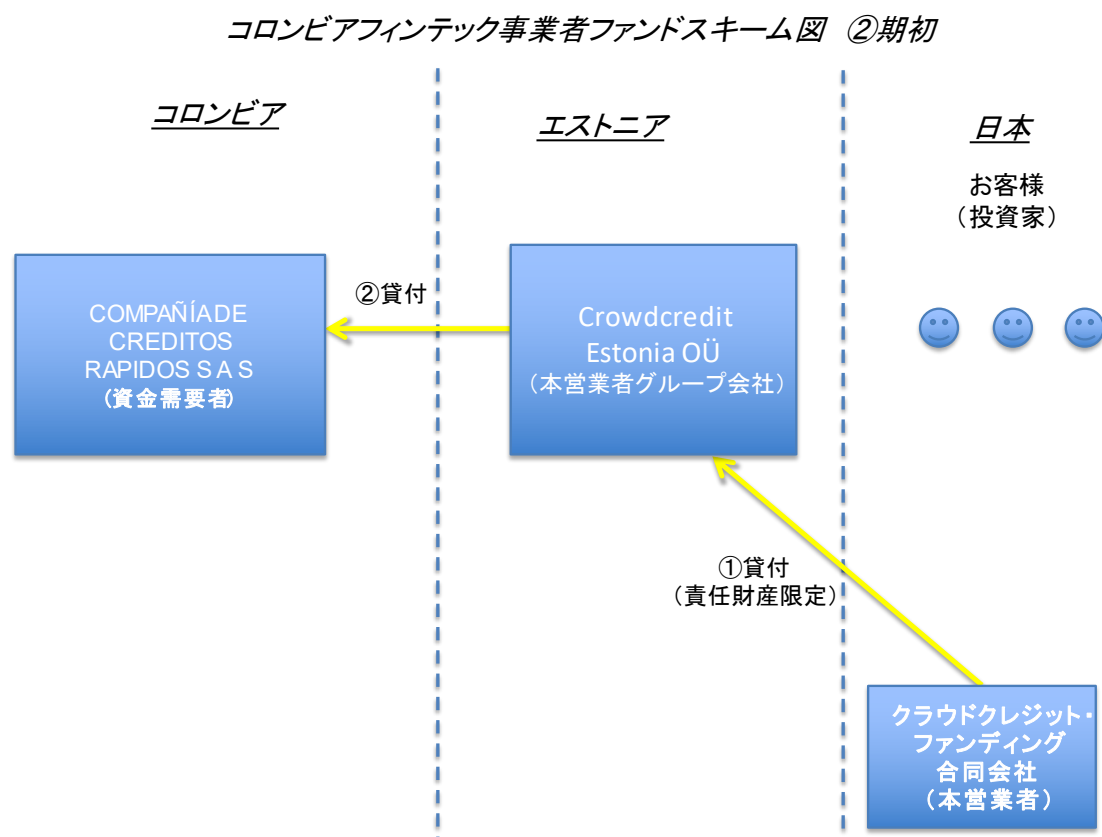 コロンビアフィンテック事業者ファンドスキーム図　②期初
コロンビア
エストニア
日本
お客様
（投資家）
COMPAÑÍA DE
CREDITOS
RAPIDOS S A S
(資金需要者)
②貸付
Crowdcredit
Estonia OÜ
（本営業者グループ会社）
①貸付
（責任財産限定）
クラウドクレジット・
ファンディング
合同会社
（本営業者）